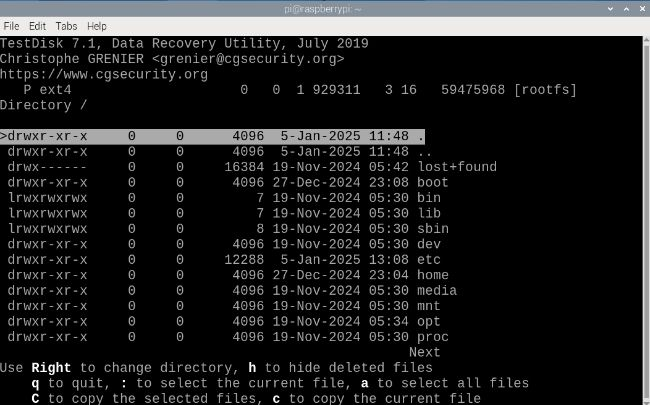 pi@raspberrypi: ~
File Edit Tabs Help
TestDisk 7.1, Data Recovery Utility, July 2019
Christophe GRENIER <grenier@cgsecurity.org>
https://www.cgsecurity.org
   P ext4                     0   0  1 929311   3 16   59475968 [rootfs]
Directory /
>drwxr-xr-x     0     0      4096  5-Jan-2025 11:48 .
 drwxr-xr-x     0     0      4096  5-Jan-2025 11:48 ..
 drwx------     0     0     16384 19-Nov-2024 05:42 lost+found
 drwxr-xr-x     0     0      4096 27-Dec-2024 23:08 boot
 lrwxrwxrwx     0     0         7 19-Nov-2024 05:30 bin
 lrwxrwxrwx     0     0         7 19-Nov-2024 05:30 lib
 lrwxrwxrwx     0     0         8 19-Nov-2024 05:30 sbin
 drwxr-xr-x     0     0      4096 19-Nov-2024 05:30 dev
 drwxr-xr-x     0     0     12288  5-Jan-2025 13:08 etc
 drwxr-xr-x     0     0      4096 27-Dec-2024 23:04 home
 drwxr-xr-x     0     0      4096 19-Nov-2024 05:30 media
 drwxr-xr-x     0     0      4096 19-Nov-2024 05:30 mnt
 drwxr-xr-x     0     0      4096 19-Nov-2024 05:34 opt
 drwxr-xr-x     0     0      4096 19-Nov-2024 05:30 proc
                                                   Next
Use Right to change directory, h to hide deleted files
    q to quit, : to select the current file, a to select all files
    C to copy the selected files, c to copy the current file